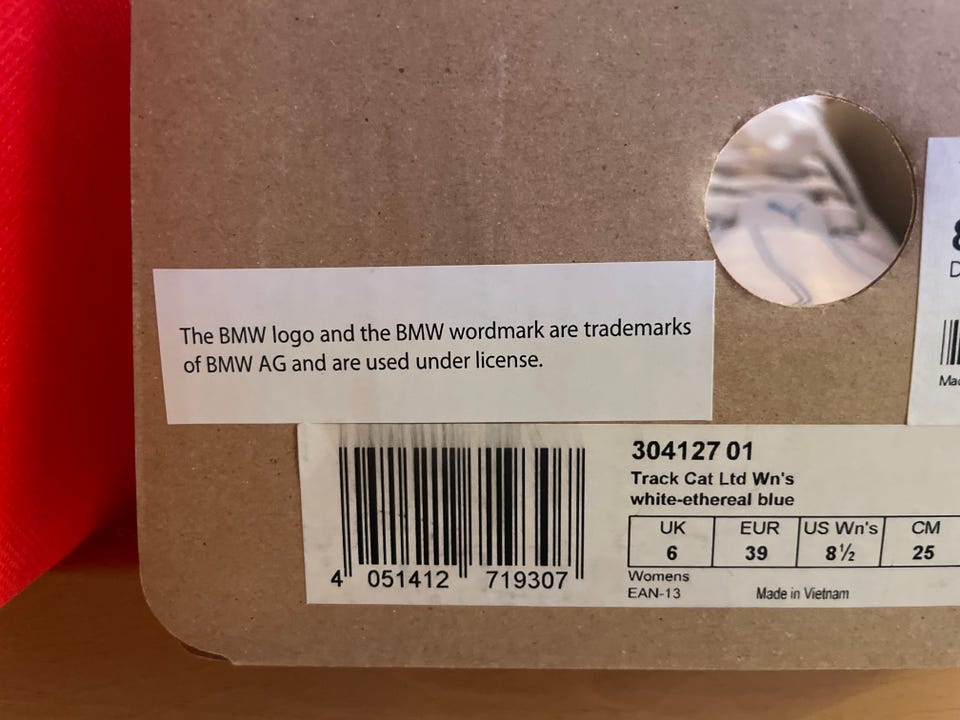 The BMW logo and the BMW wordmark are trademarks
of BMW AG and are used under license.
304127 01
Track Cat Ltd Wn's
white-ethereal blue
UK EUR US Wn's CM
6 39 8½ 25
Womens
EAN-13 Made in Vietnam
4 051412 719307